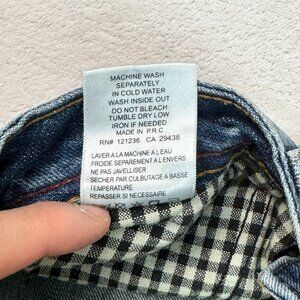 MACHINE WASH
SEPARATELY
IN COLD WATER
WASH INSIDE OUT
DO NOT BLEACH
TUMBLE DRY LOW
IRON IF NEEDED
MADE IN P.R.C
RN# 121236 CA 29438
LAVER A LA MACHINE A L EAU
FROIDE SEPAREMENT A L'ENVERS
NE PAS JAVELLISER
SECHER PAR CULBUTAGE A BASSE
TEMPERATURE
REPASSER SI NECESSAIRE